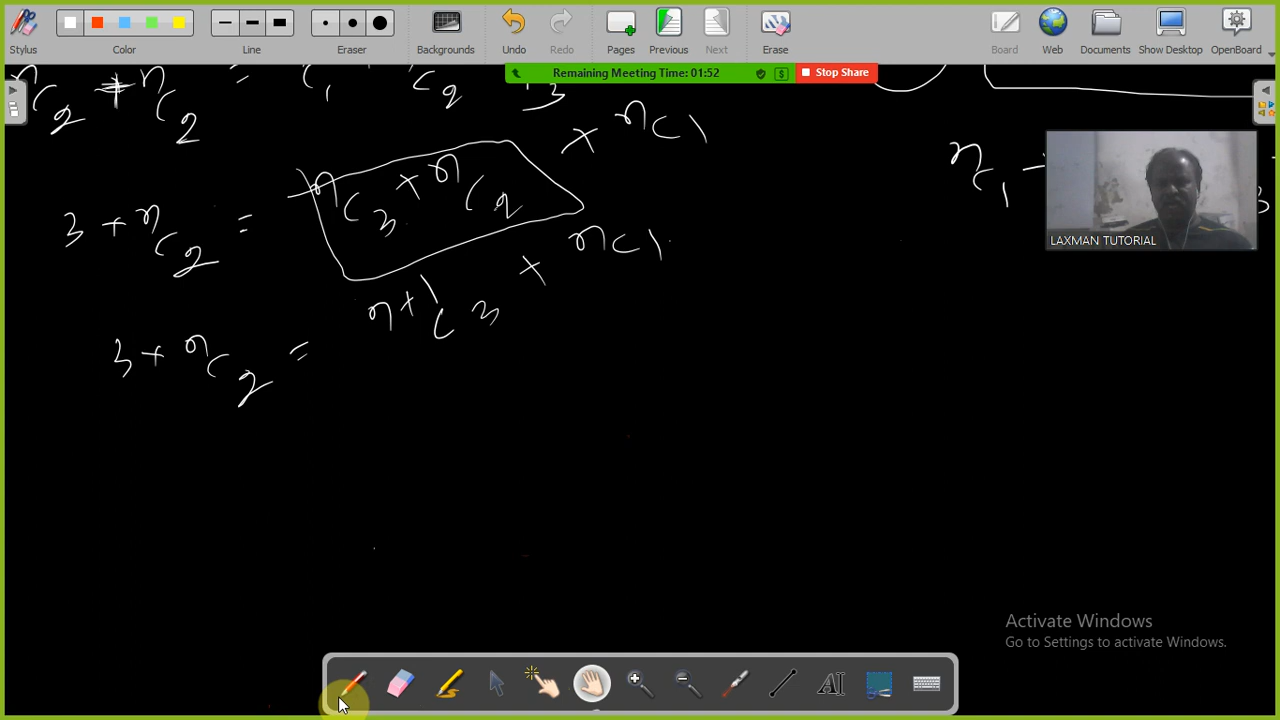 Stylus Color Line Eraser Backgrounds Undo Redo Pages Previous Next Erase Board Web Documents Show Desktop OpenBoard
Remaining Meeting Time: 01:52 Stop Share
nC2 + nC2 =
× nC1
3 + nC2 = nC3 × nC2
nC1 -
LAXMAN TUTORIAL
n+1C3 × nC1
3 + nC2 =
Activate Windows
Go to Settings to activate Windows.